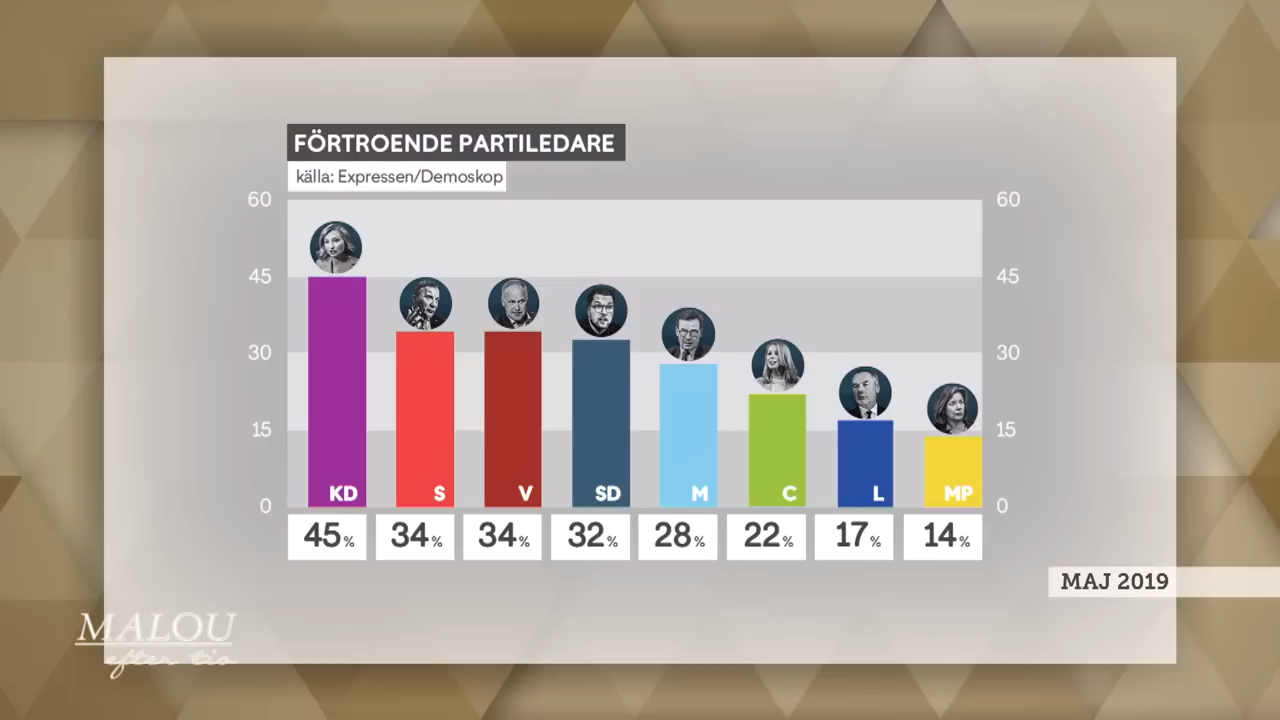 FÖRTROENDE PARTILEDARE
källa: Expressen/Demoskop
60 60
45 45
30 30
15 15
0 0
KD S V SD M C L MP
45% 34% 34% 32% 28% 22% 17% 14%
MAJ 2019
MALOU
efter tio